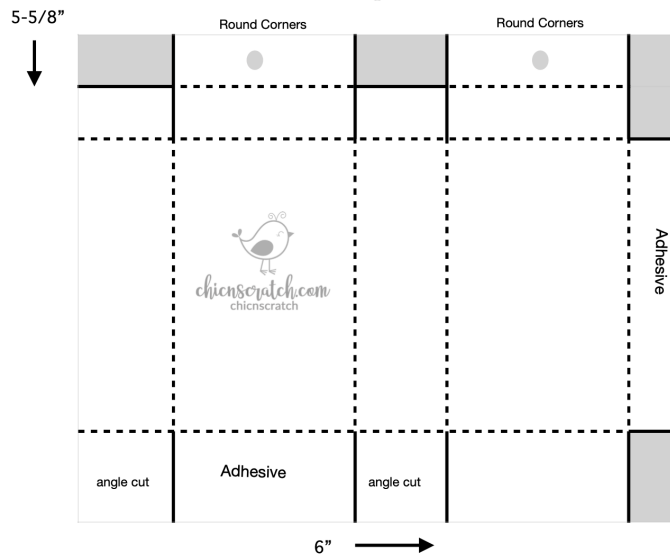 5-5/8”
Round Corners
Round Corners
Adhesive
chicnscratch.com
chicnscratch
angle cut
Adhesive
angle cut
6”